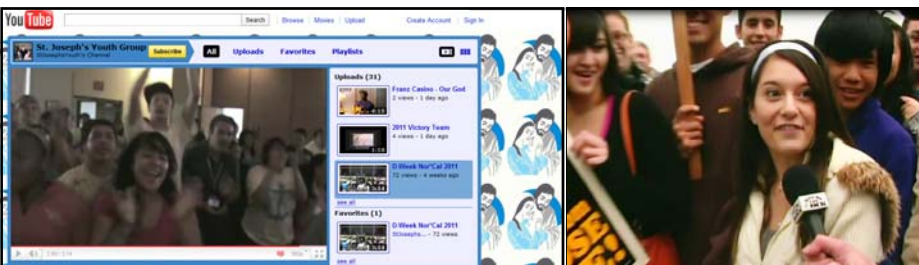 YouTube
Search
Browse
Movies
Upload
Create Account
Sign In
St. Joseph's Youth Group
StJosephsYouth's Channel
Subscribe
All
Uploads
Favorites
Playlists
Uploads (31)
Franz Casino - Our God
2 views - 1 day ago
2011 Victory Team
4 views - 1 day ago
D.Week Nor'Cal 2011
72 views - 4 weeks ago
see all
Favorites (1)
D.Week Nor'Cal 2011
StJosephs... - 72 views
see all